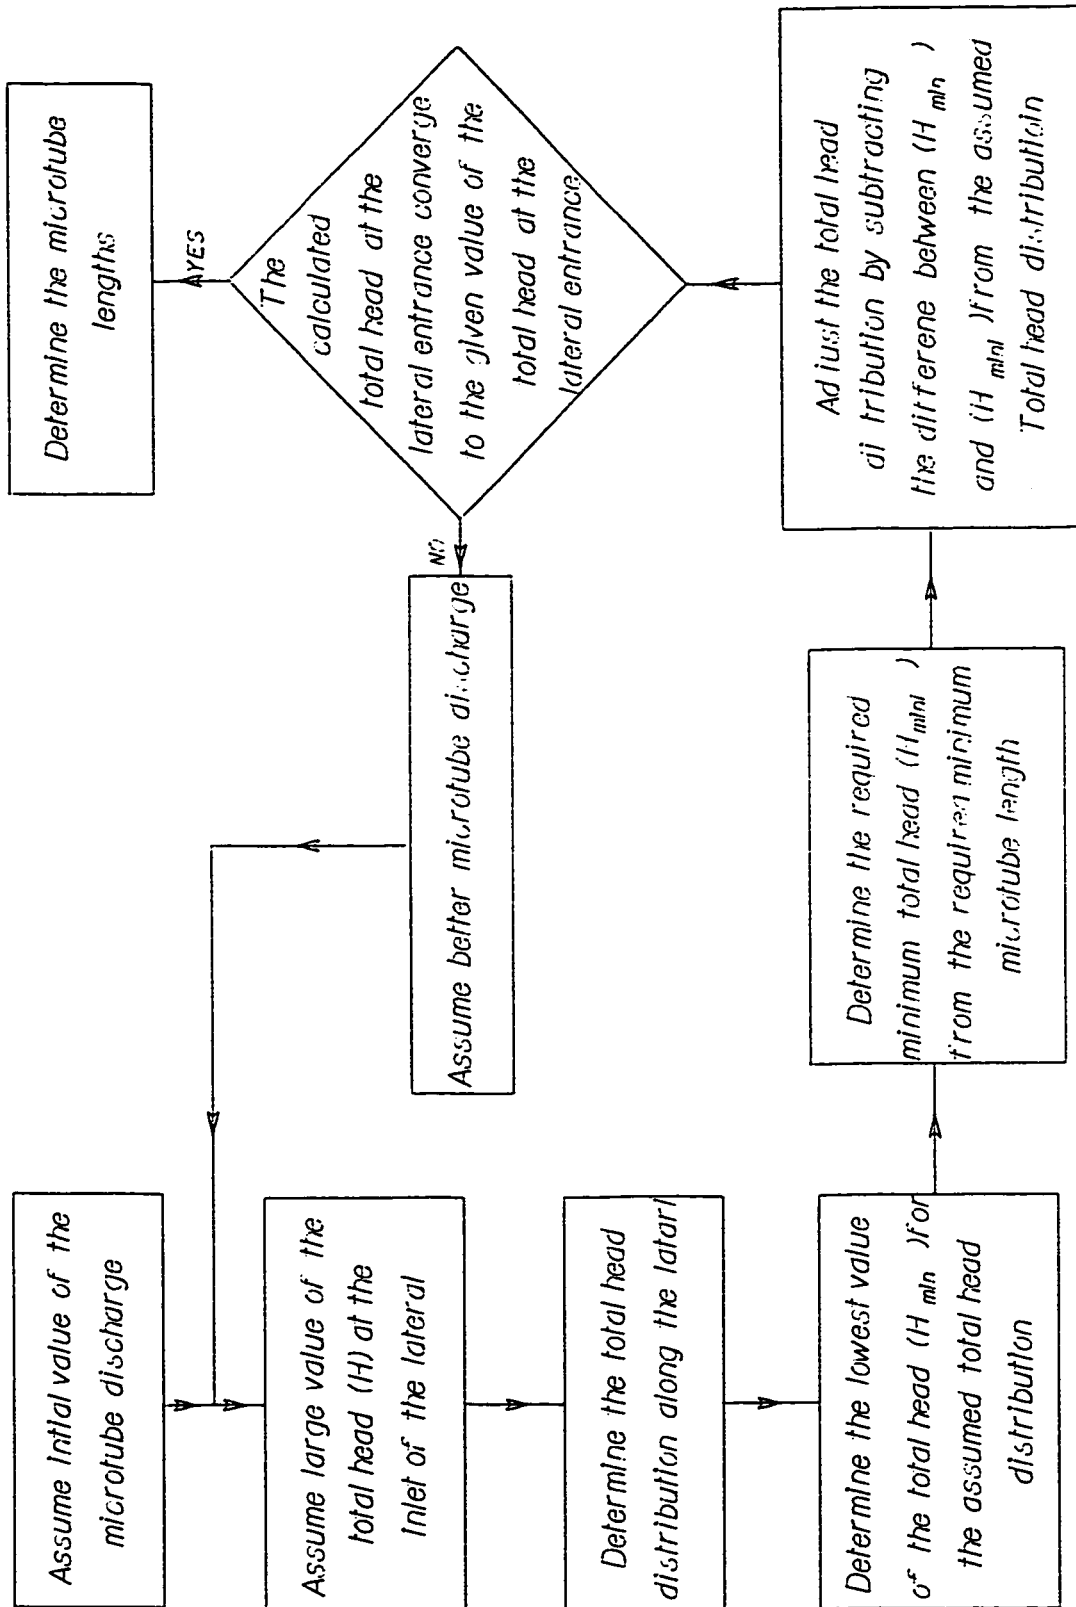 Assume Intial value of the
microtube discharge
Assume large value of the
total head (H) at the
inlet of the lateral
Determine the total head
distribution along the latarl
Determine the lowest value
of the total head (H min )for
the assumed total head
distribution
Determine the required
minimum total head (H minl )
from the required minimum
microtube length
Adjust the total head
di tribution by subtracting
the differene between (H min )
and (H minl )from the assumed
Total head distribution
The
calculated
total head at the
lateral entrance converge
to the given value of the
total head at the
lateral entrance
YES
Determine the microtube
lengths
NO
Assume better microtube discharge